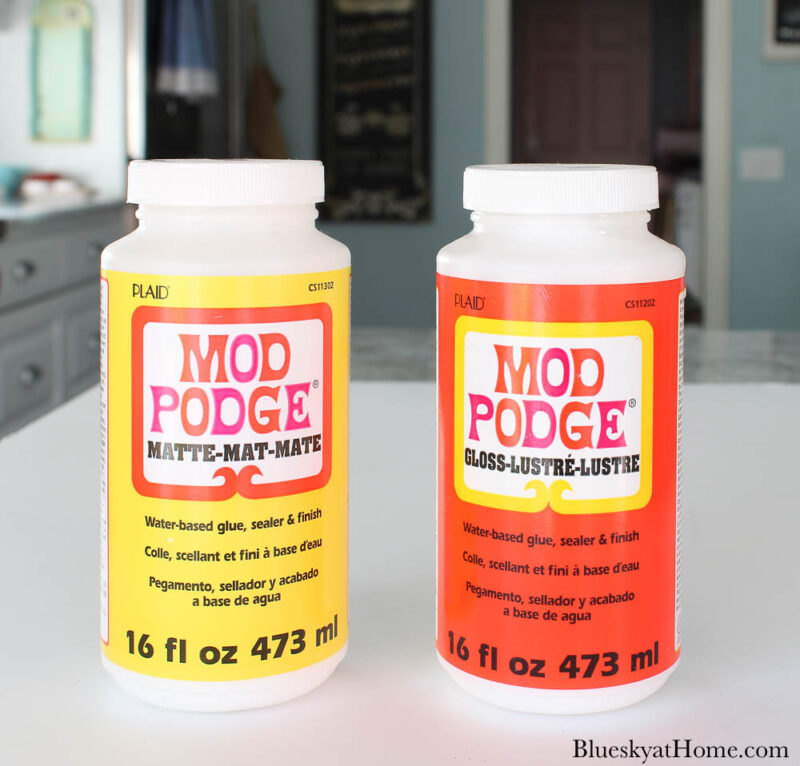 PLAID®
CS11302
MOD
PODGE®
MATTE-MAT-MATE
Water-based glue, sealer & finish
Colle, scellant et fini à base d'eau
Pegamento, sellador y acabado
a base de agua
16 fl oz 473 ml
PLAID®
CS11202
MOD
PODGE®
GLOSS-LUSTRÉ-LUSTRE
Water-based glue, sealer & finish
Colle, scellant et fini à base d'eau
Pegamento, sellador y acabado
a base de agua
16 fl oz 473 ml
BlueskyatHome.com